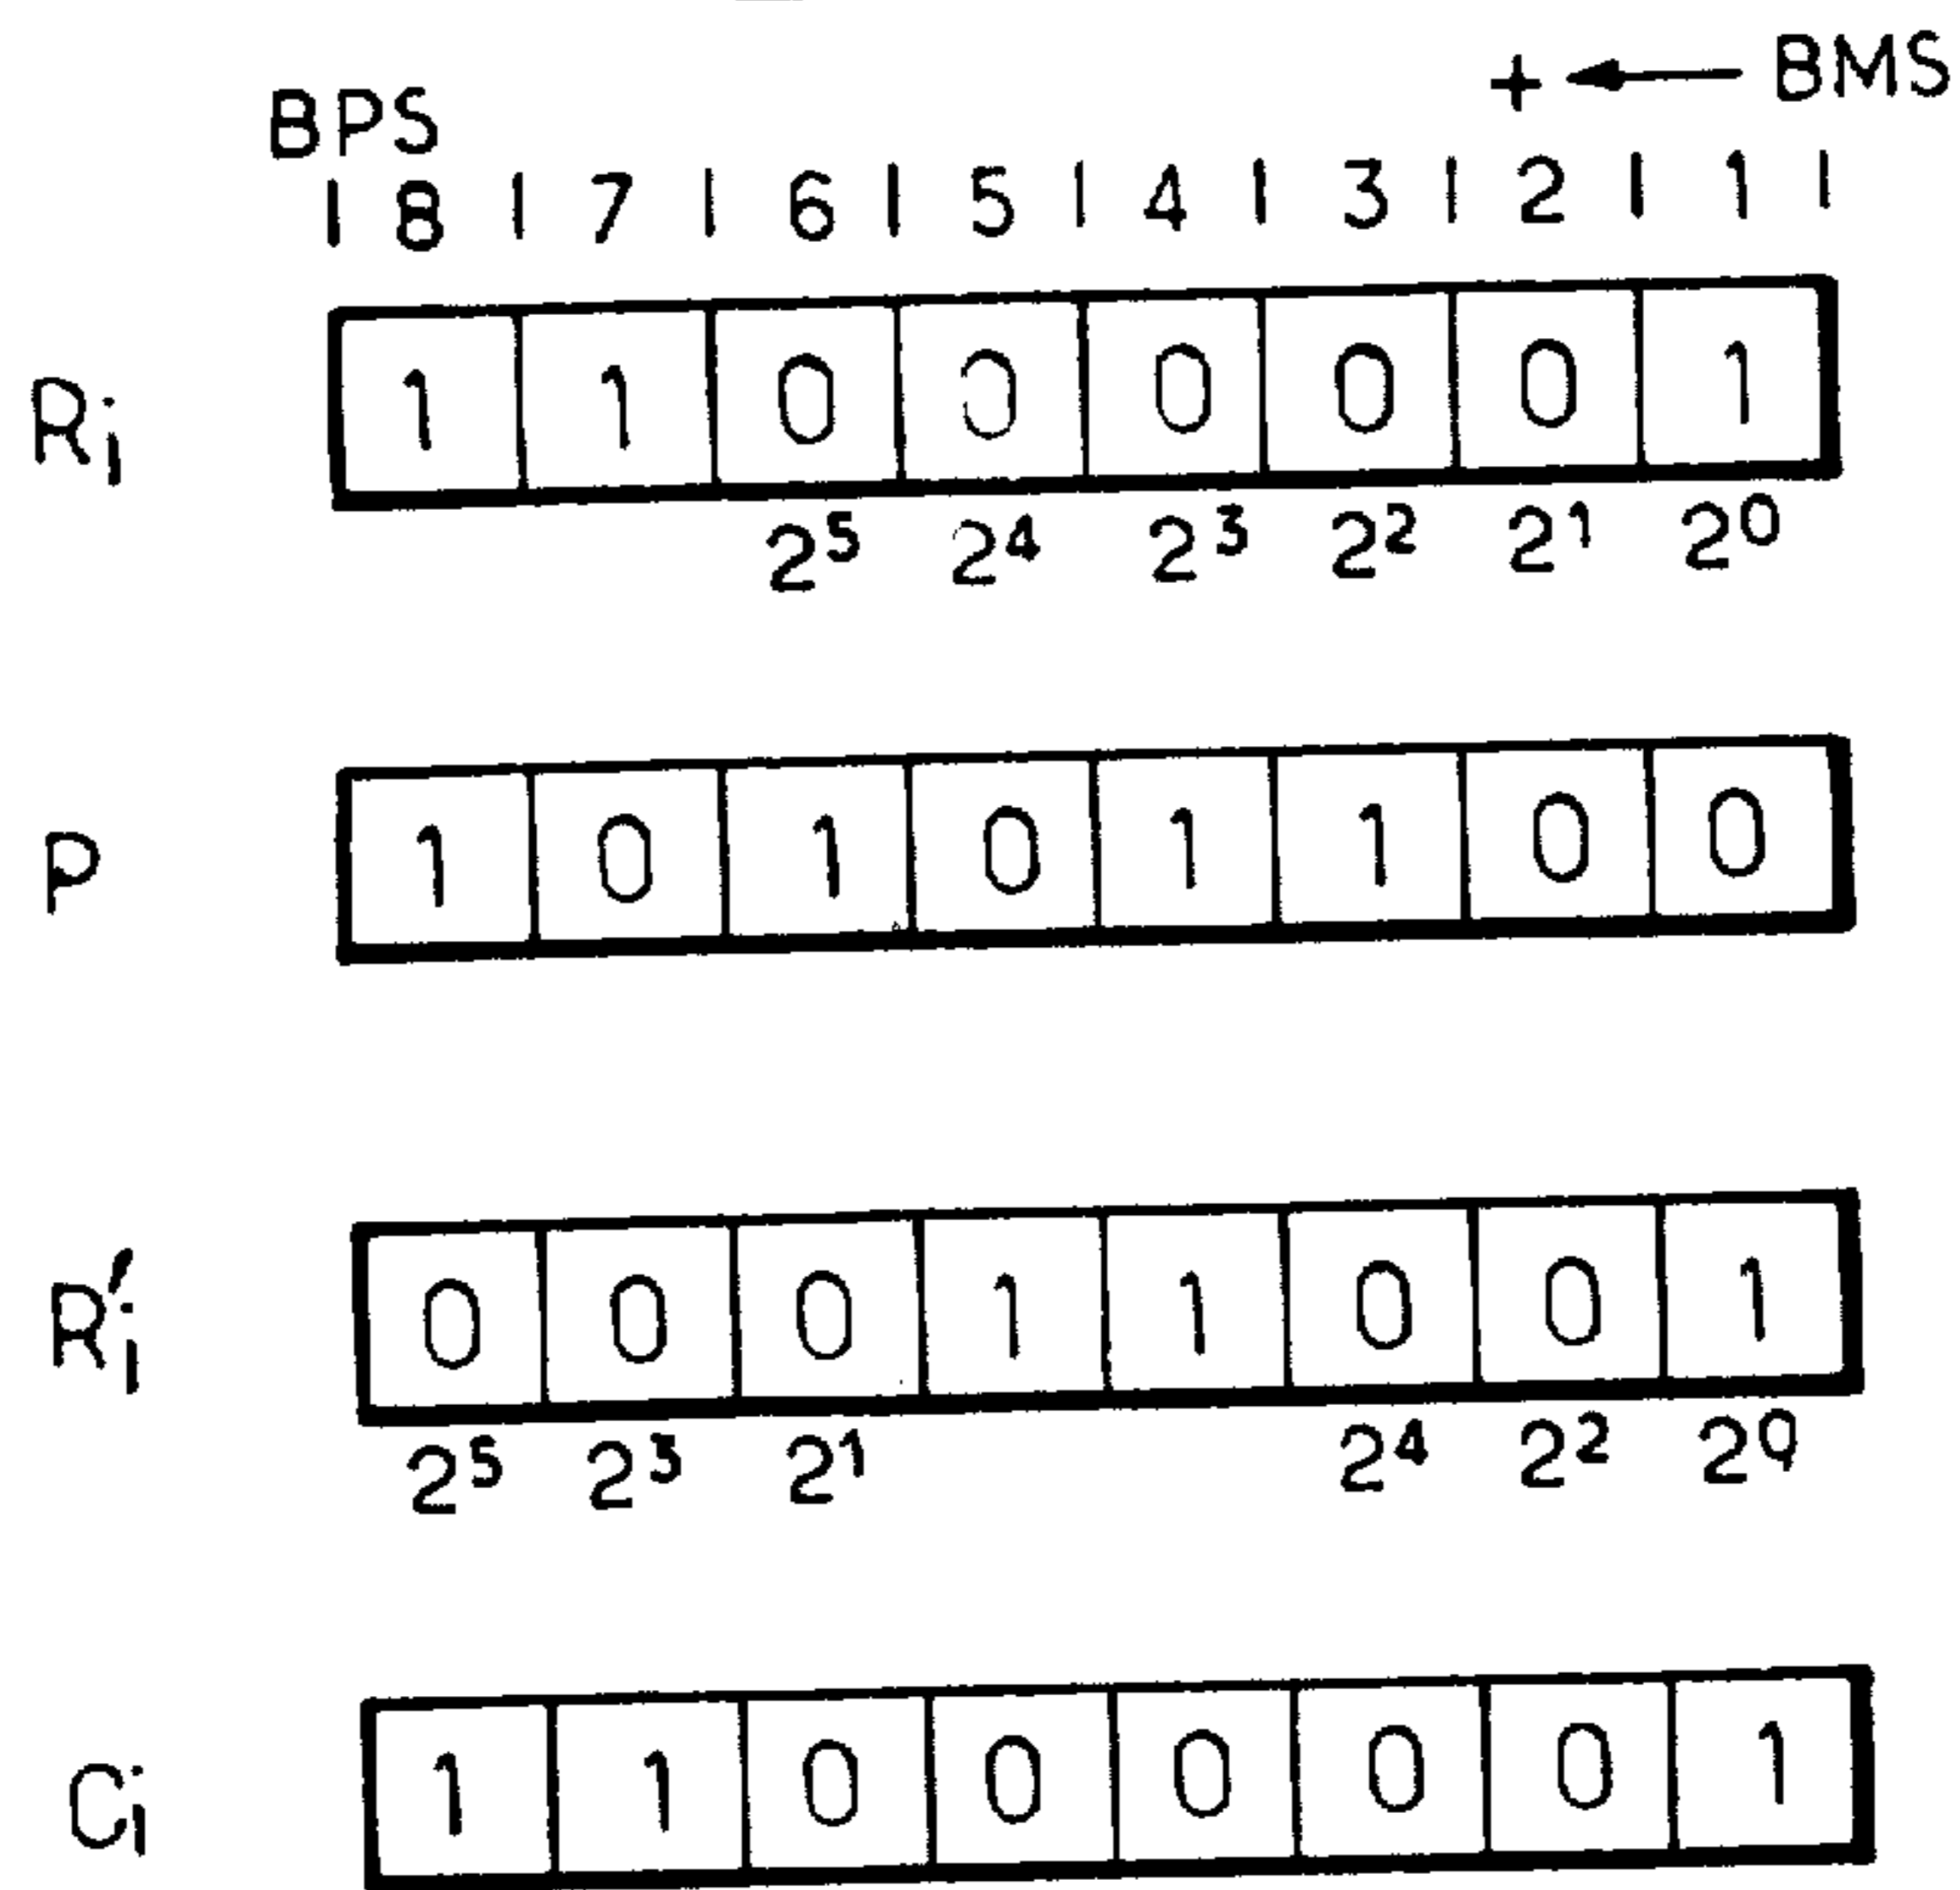 + ← BMS
BPS
| 8 | 7 | 6 | 5 | 4 | 3 | 2 | 1 |
Ri 1 1 0 0 0 0 0 1
2⁵ 2⁴ 2³ 2² 2¹ 2⁰
P 1 0 1 0 1 1 0 0
R′i 0 0 0 1 1 0 0 1
2⁵ 2³ 2¹ 2⁴ 2² 2⁰
Ci 1 1 0 0 0 0 0 1